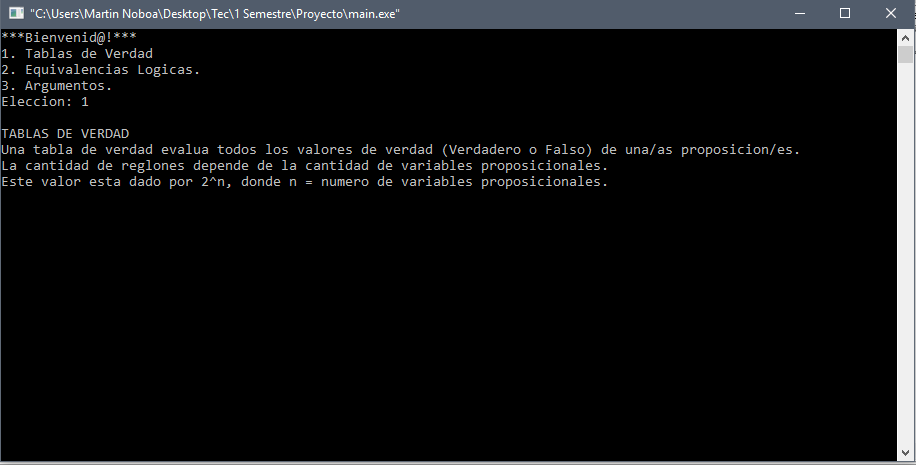 "C:\Users\Martin Noboa\Desktop\Tec\1 Semestre\Proyecto\main.exe"
***Bienvenid@!***
1. Tablas de Verdad
2. Equivalencias Logicas.
3. Argumentos.
Eleccion: 1
TABLAS DE VERDAD
Una tabla de verdad evalua todos los valores de verdad (Verdadero o Falso) de una/as proposicion/es.
La cantidad de reglones depende de la cantidad de variables proposicionales.
Este valor esta dado por 2^n, donde n = numero de variables proposicionales.